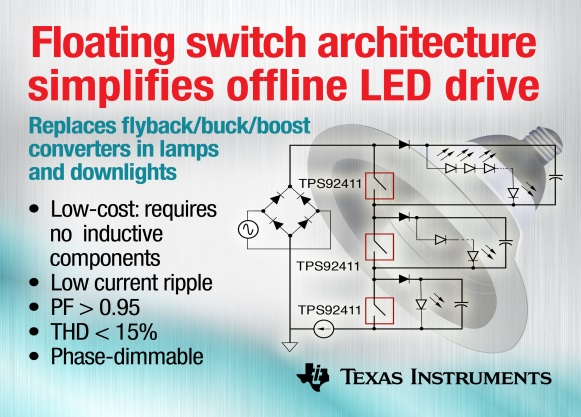 Floating switch architecture
simplifies offline LED drive
Replaces flyback/buck/boost
converters in lamps
and downlights
• Low-cost: requires
no inductive
components
• Low current ripple
• PF > 0.95
• THD < 15%
• Phase-dimmable
TPS92411
TPS92411
TPS92411
TEXAS INSTRUMENTS